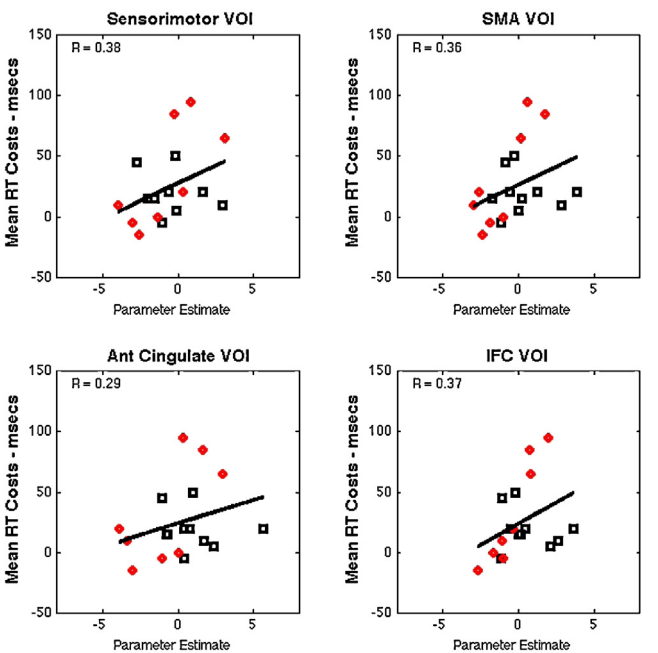 Sensorimotor VOI
R = 0.38
150
100
50
0
-50
Mean RT Costs - msecs
-5 0 5
Parameter Estimate
SMA VOI
R = 0.36
150
100
50
0
-50
Mean RT Costs - msecs
-5 0 5
Parameter Estimate
Ant Cingulate VOI
R = 0.29
150
100
50
0
-50
Mean RT Costs - msecs
-5 0 5
Parameter Estimate
IFC VOI
R = 0.37
150
100
50
0
-50
Mean RT Costs - msecs
-5 0 5
Parameter Estimate